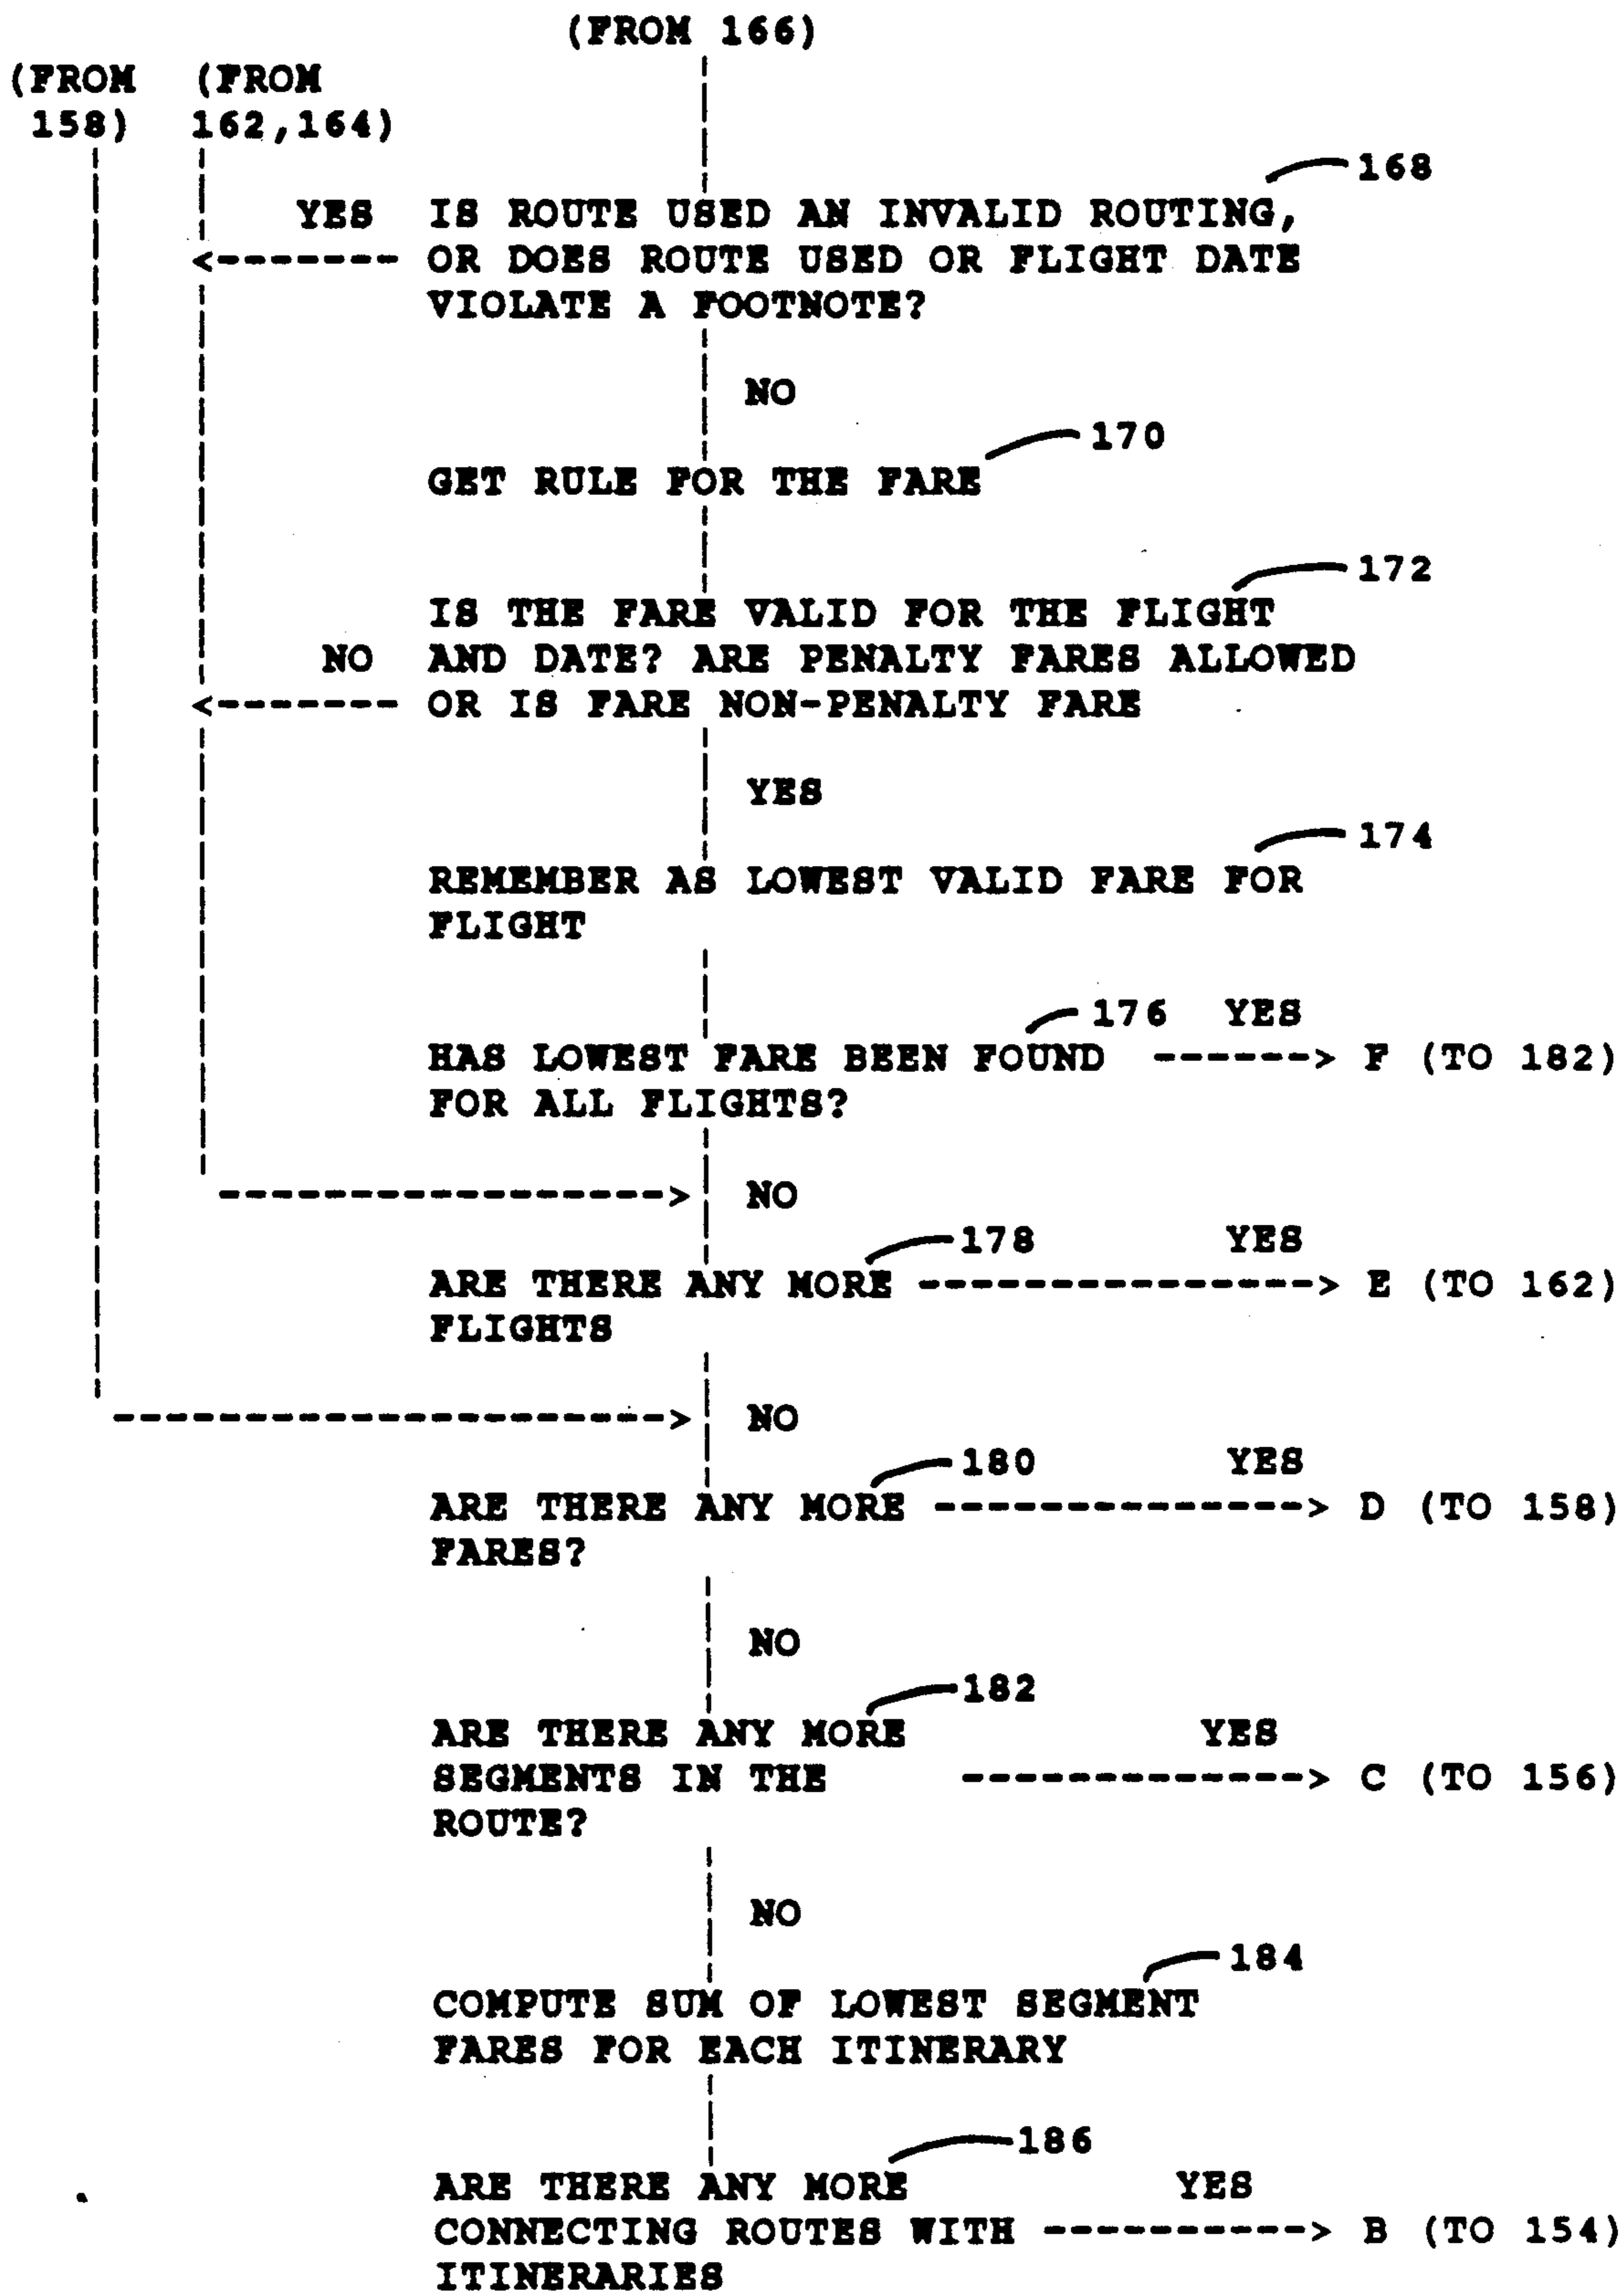 (FROM 166)
(FROM (FROM
158) 162,164)
168
YES IS ROUTE USED AN INVALID ROUTING,
<------- OR DOES ROUTE USED OR FLIGHT DATE
VIOLATE A FOOTNOTE?
NO
170
GET RULE FOR THE FARE
172
IS THE FARE VALID FOR THE FLIGHT
NO AND DATE? ARE PENALTY FARES ALLOWED
<------- OR IS FARE NON-PENALTY FARE
YES
174
REMEMBER AS LOWEST VALID FARE FOR
FLIGHT
176 YES
HAS LOWEST FARE BEEN FOUND ------> F (TO 182)
FOR ALL FLIGHTS?
-----------------> NO
178 YES
ARE THERE ANY MORE ----------------> E (TO 162)
FLIGHTS
---------------------> NO
180 YES
ARE THERE ANY MORE ---------------> D (TO 158)
FARES?
NO
182
ARE THERE ANY MORE YES
SEGMENTS IN THE --------------> C (TO 156)
ROUTE?
NO
184
COMPUTE SUM OF LOWEST SEGMENT
FARES FOR EACH ITINERARY
186
ARE THERE ANY MORE YES
CONNECTING ROUTES WITH -----------> B (TO 154)
ITINERARIES